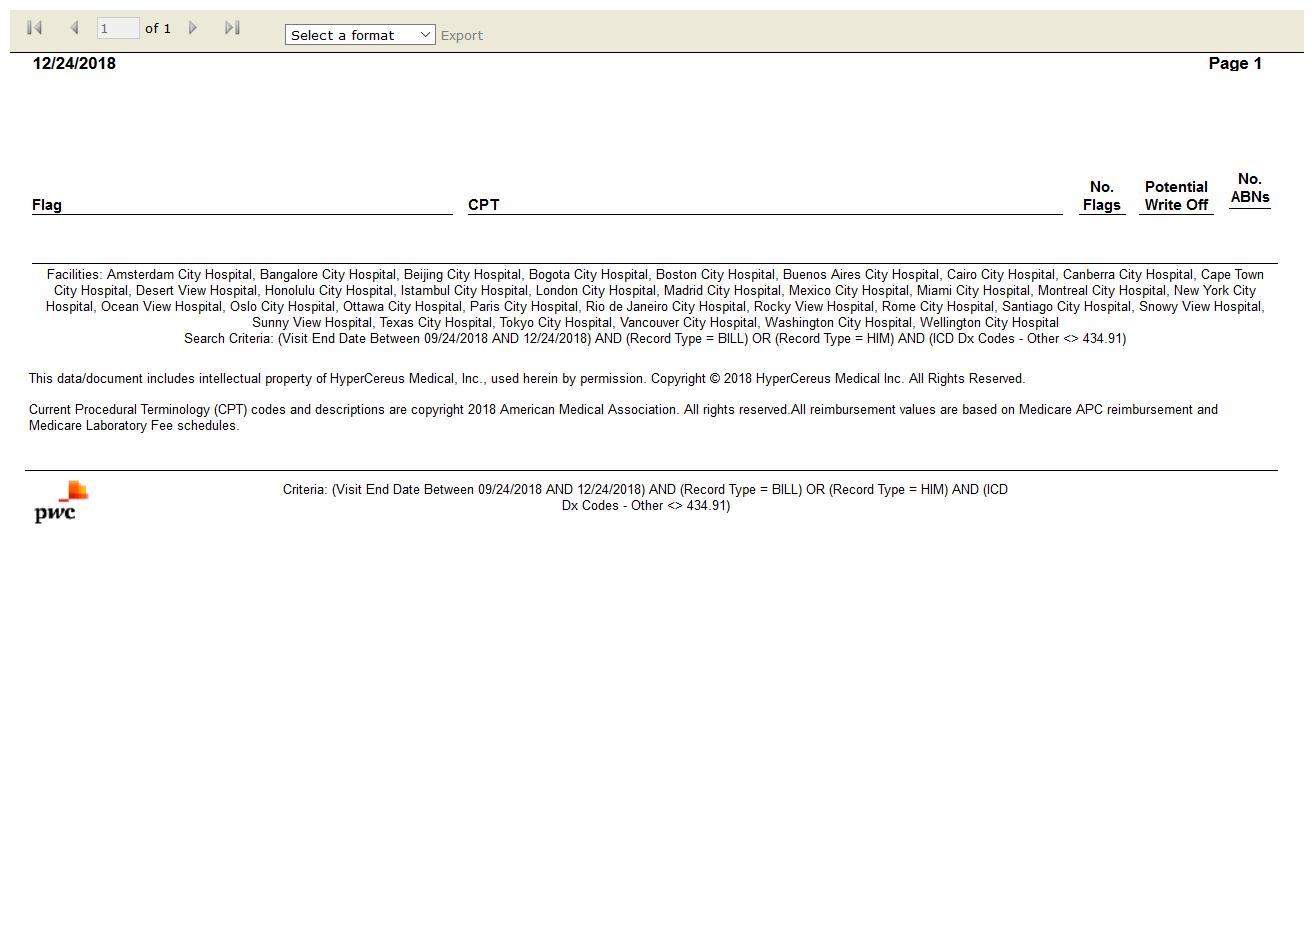 1 of 1 Select a format Export
12/24/2018 Page 1
No.
No. Potential ABNs
Flag CPT Flags Write Off
Facilities: Amsterdam City Hospital, Bangalore City Hospital, Beijing City Hospital, Bogota City Hospital, Boston City Hospital, Buenos Aires City Hospital, Cairo City Hospital, Canberra City Hospital, Cape Town
City Hospital, Desert View Hospital, Honolulu City Hospital, Istambul City Hospital, London City Hospital, Madrid City Hospital, Mexico City Hospital, Miami City Hospital, Montreal City Hospital, New York City
Hospital, Ocean View Hospital, Oslo City Hospital, Ottawa City Hospital, Paris City Hospital, Rio de Janeiro City Hospital, Rocky View Hospital, Rome City Hospital, Santiago City Hospital, Snowy View Hospital,
Sunny View Hospital, Texas City Hospital, Tokyo City Hospital, Vancouver City Hospital, Washington City Hospital, Wellington City Hospital
Search Criteria: (Visit End Date Between 09/24/2018 AND 12/24/2018) AND (Record Type = BILL) OR (Record Type = HIM) AND (ICD Dx Codes - Other <> 434.91)
This data/document includes intellectual property of HyperCereus Medical, Inc., used herein by permission. Copyright © 2018 HyperCereus Medical Inc. All Rights Reserved.
Current Procedural Terminology (CPT) codes and descriptions are copyright 2018 American Medical Association. All rights reserved.All reimbursement values are based on Medicare APC reimbursement and
Medicare Laboratory Fee schedules.
Criteria: (Visit End Date Between 09/24/2018 AND 12/24/2018) AND (Record Type = BILL) OR (Record Type = HIM) AND (ICD
Dx Codes - Other <> 434.91)
pwc